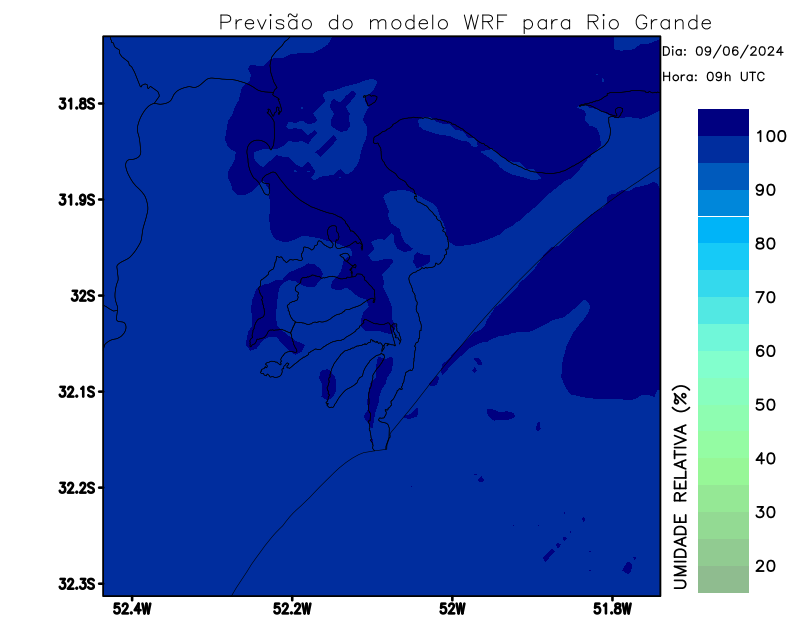 Previsão do modelo WRF para Rio Grande
Dia: 09/06/2024
Hora: 09h UTC
31.8S
31.9S
32S
32.1S
32.2S
32.3S
52.4W
52.2W
52W
51.8W
100
90
80
70
60
50
40
30
20
UMIDADE RELATIVA (%)